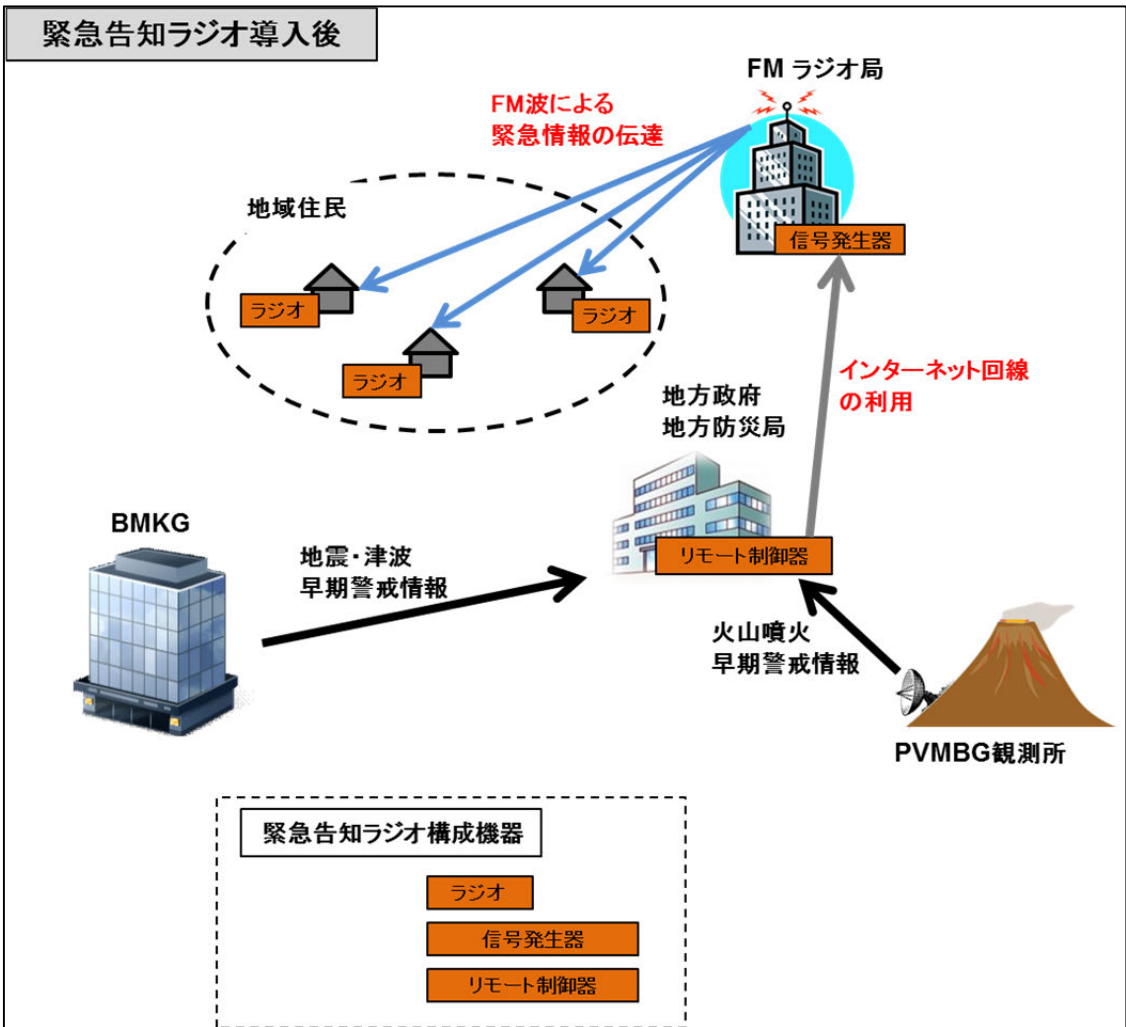 緊急告知ラジオ導入後
FM ラジオ局
FM波による
緊急情報の伝達
地域住民
信号発生器
ラジオ
ラジオ
ラジオ
インターネット回線
の利用
地方政府
地方防災局
BMKG
地震・津波
早期警戒情報
リモート制御器
火山噴火
早期警戒情報
PVMBG観測所
緊急告知ラジオ構成機器
ラジオ
信号発生器
リモート制御器